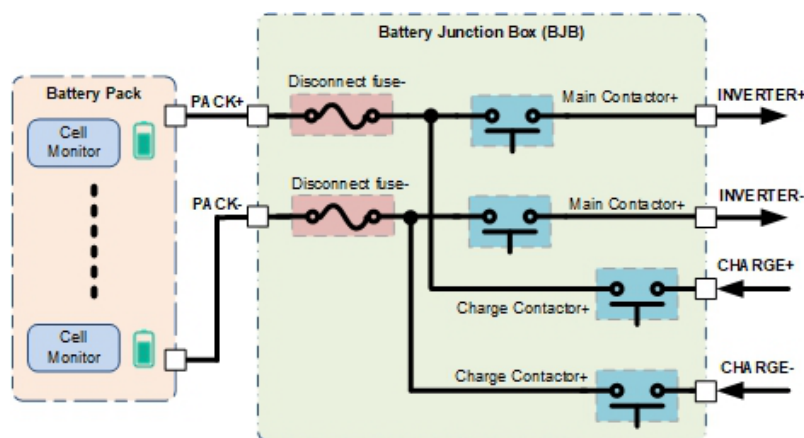 Battery Junction Box (BJB)
Battery Pack
PACK+
Disconnect fuse-
Main Contactor+
INVERTER+
Cell
Monitor
PACK-
Disconnect fuse-
Main Contactor+
INVERTER-
CHARGE+
Charge Contactor+
Cell
Monitor
Charge Contactor+
CHARGE-